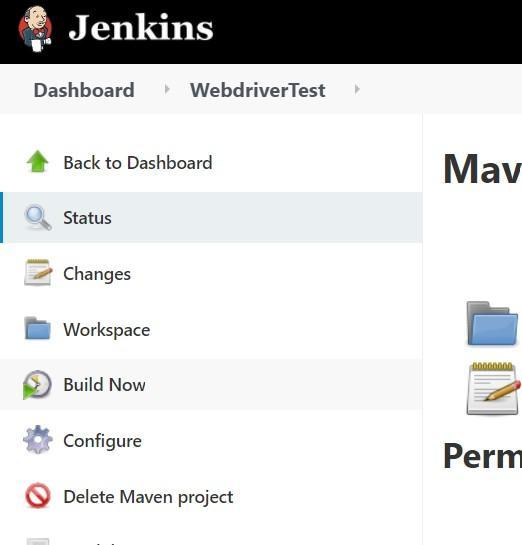 Jenkins
Dashboard
WebdriverTest
Back to Dashboard
Status
Changes
Workspace
Build Now
Configure
Delete Maven project
Mav
Perm